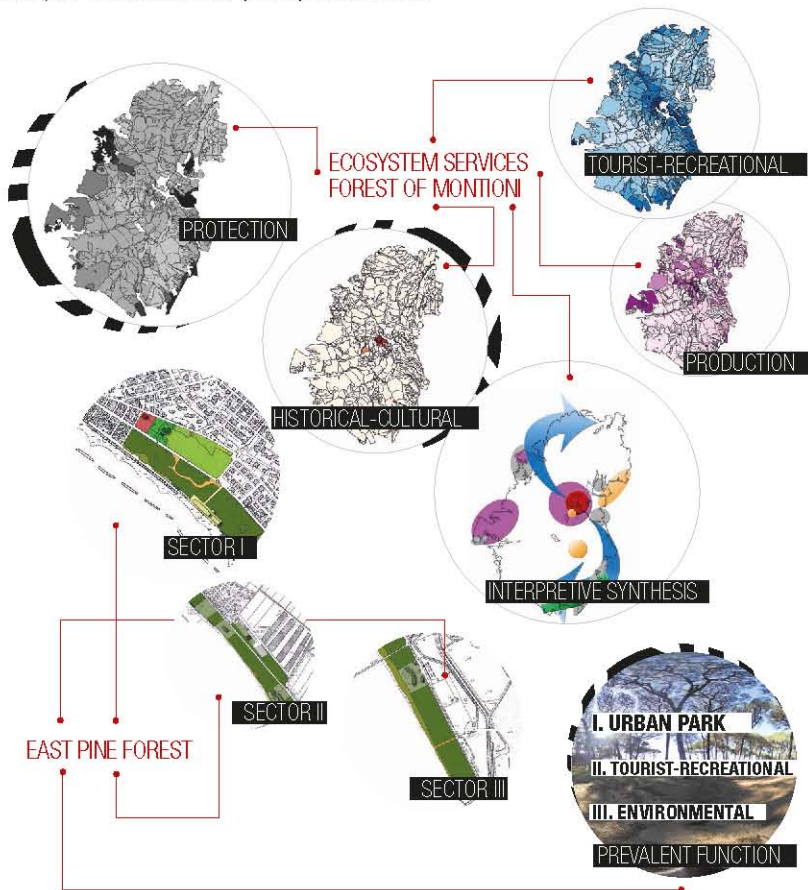 TOURIST-RECREATIONAL
ECOSYSTEM SERVICES
FOREST OF MONTIONI
PROTECTION
PRODUCTION
HISTORICAL-CULTURAL
SECTOR I
INTERPRETIVE SYNTHESIS
SECTOR II
EAST PINE FOREST
SECTOR III
I. URBAN PARK
II. TOURIST-RECREATIONAL
III. ENVIRONMENTAL
PREVALENT FUNCTION